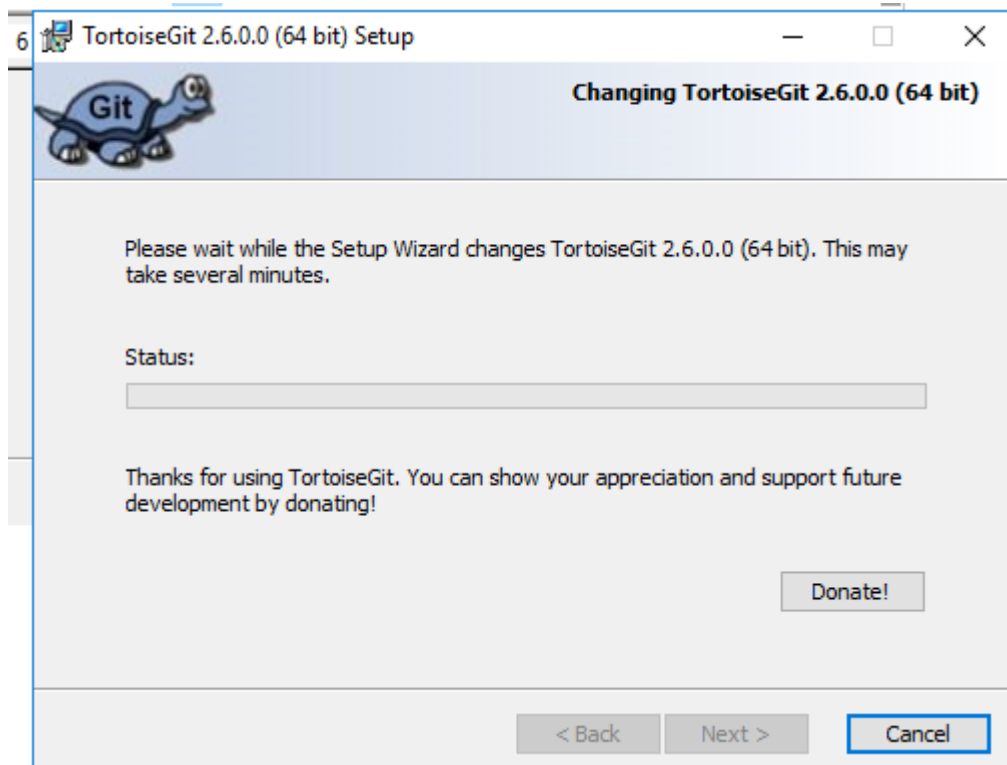 6
TortoiseGit 2.6.0.0 (64 bit) Setup
Git
Changing TortoiseGit 2.6.0.0 (64 bit)
Please wait while the Setup Wizard changes TortoiseGit 2.6.0.0 (64 bit). This may
take several minutes.
Status:
Thanks for using TortoiseGit. You can show your appreciation and support future
development by donating!
Donate!
< Back
Next >
Cancel